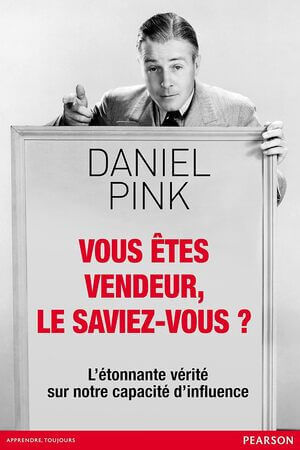 DANIEL
PINK
VOUS ÊTES
VENDEUR,
LE SAVIEZ-VOUS ?
L'étonnante vérité
sur notre capacité d'influence
APPRENDRE, TOUJOURS
PEARSON